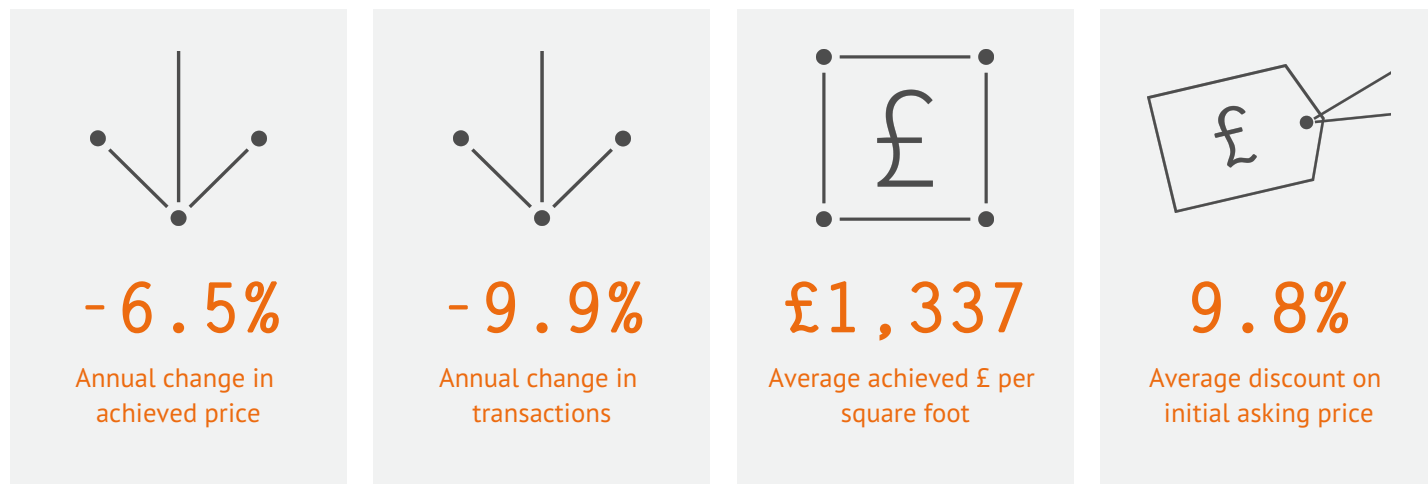 £
£
-6.5%
Annual change in
achieved price
-9.9%
Annual change in
transactions
£1,337
Average achieved £ per
square foot
9.8%
Average discount on
initial asking price